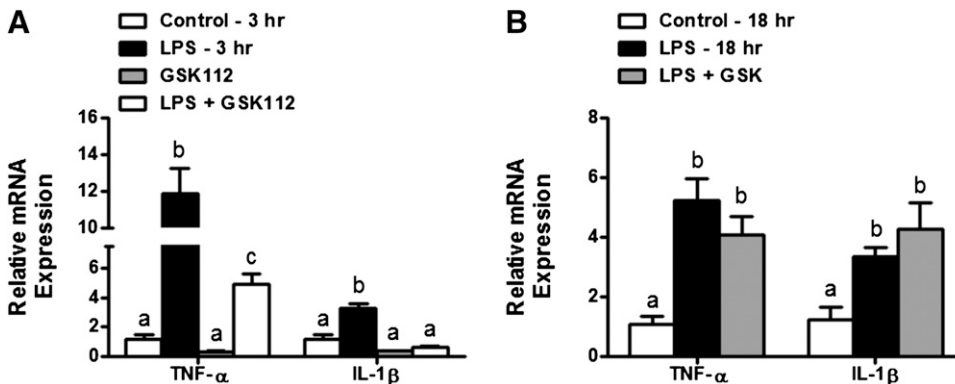 A
Control - 3 hr
LPS - 3 hr
GSK112
LPS + GSK112
Relative mRNA
Expression
16
14
12
10
6
4
2
0
a
b
a
c
a
b
a
a
TNF-α
IL-1β
B
Control - 18 hr
LPS - 18 hr
LPS + GSK
Relative mRNA
Expression
8
6
4
2
0
a
b
b
a
b
b
TNF-α
IL-1β